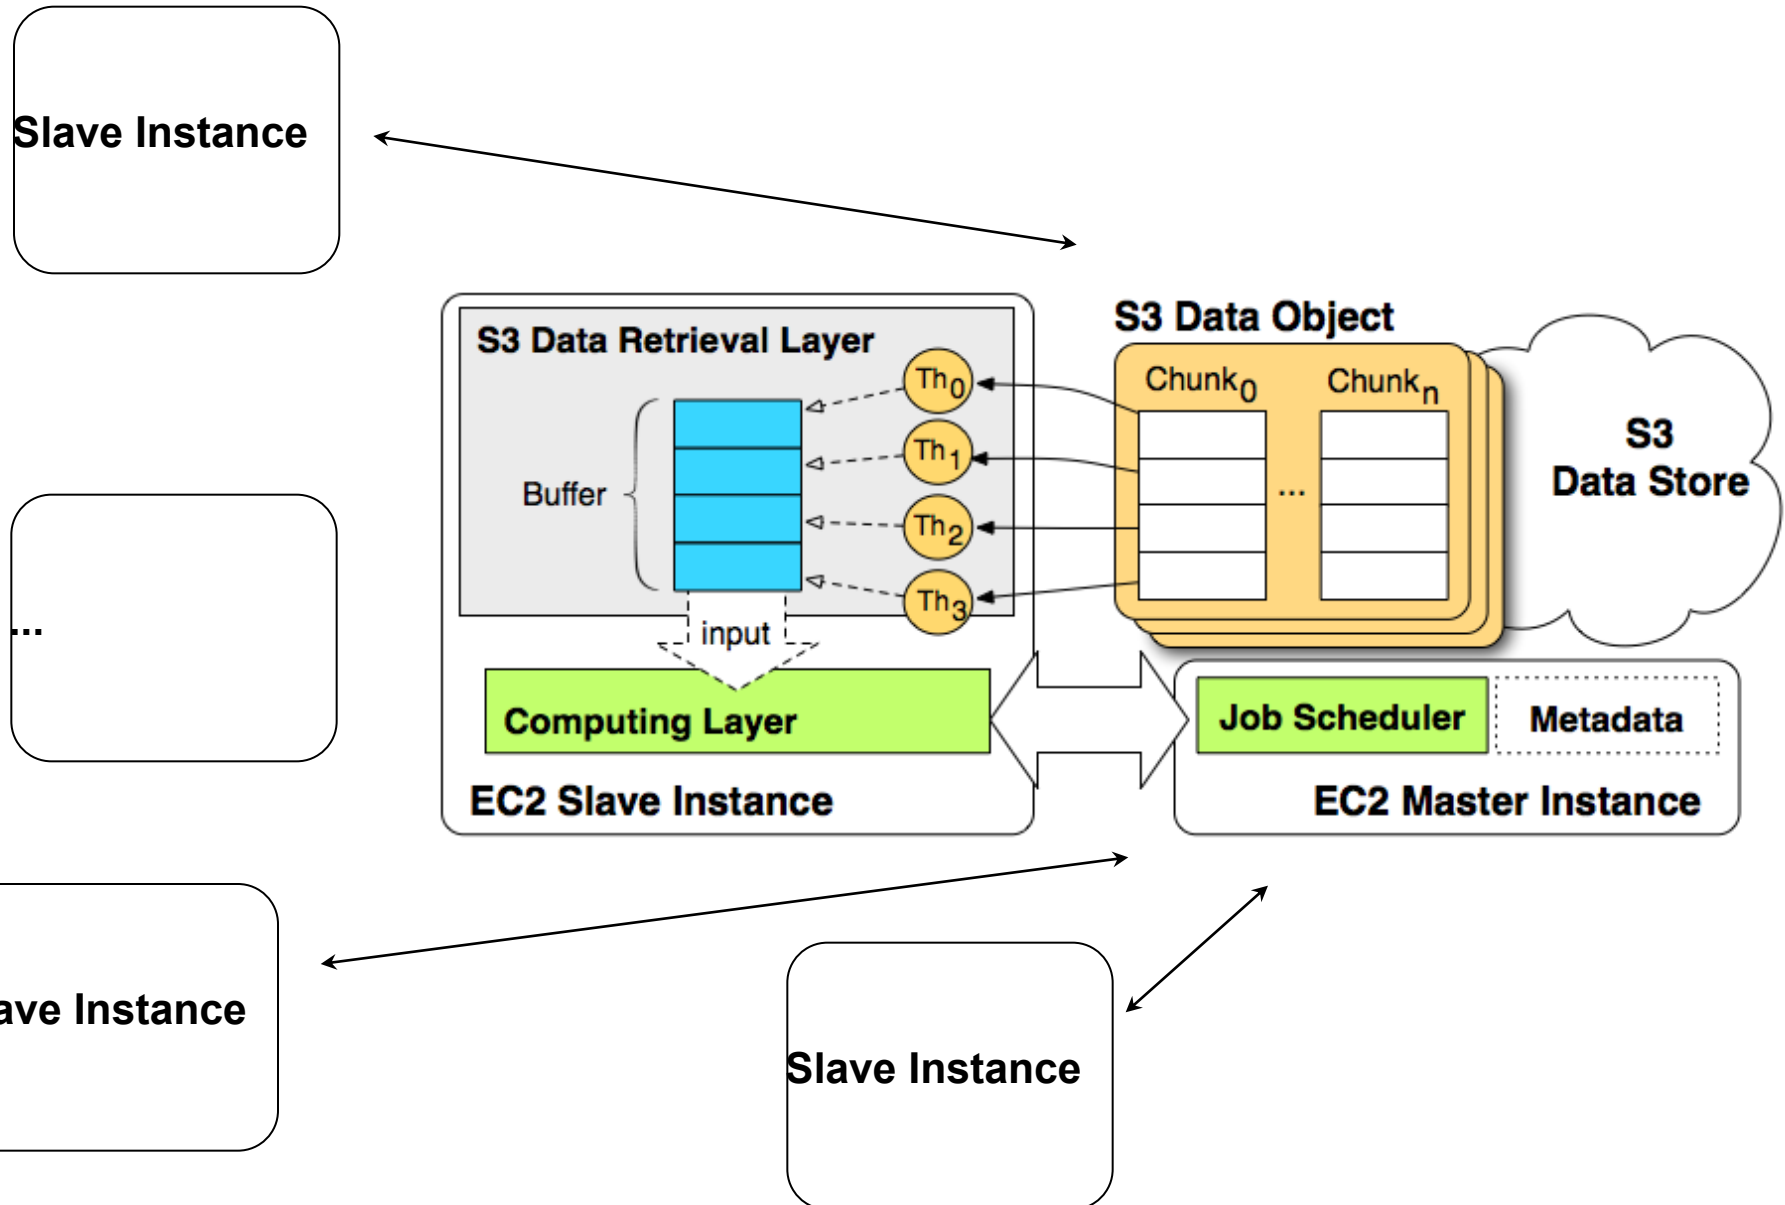 Slave Instance
S3 Data Retrieval Layer
Th0
Th1
Th2
Th3
Buffer
input
Computing Layer
EC2 Slave Instance
S3 Data Object
Chunk0
...
Chunkn
S3
Data Store
Job Scheduler
Metadata
EC2 Master Instance
...
ave Instance
Slave Instance